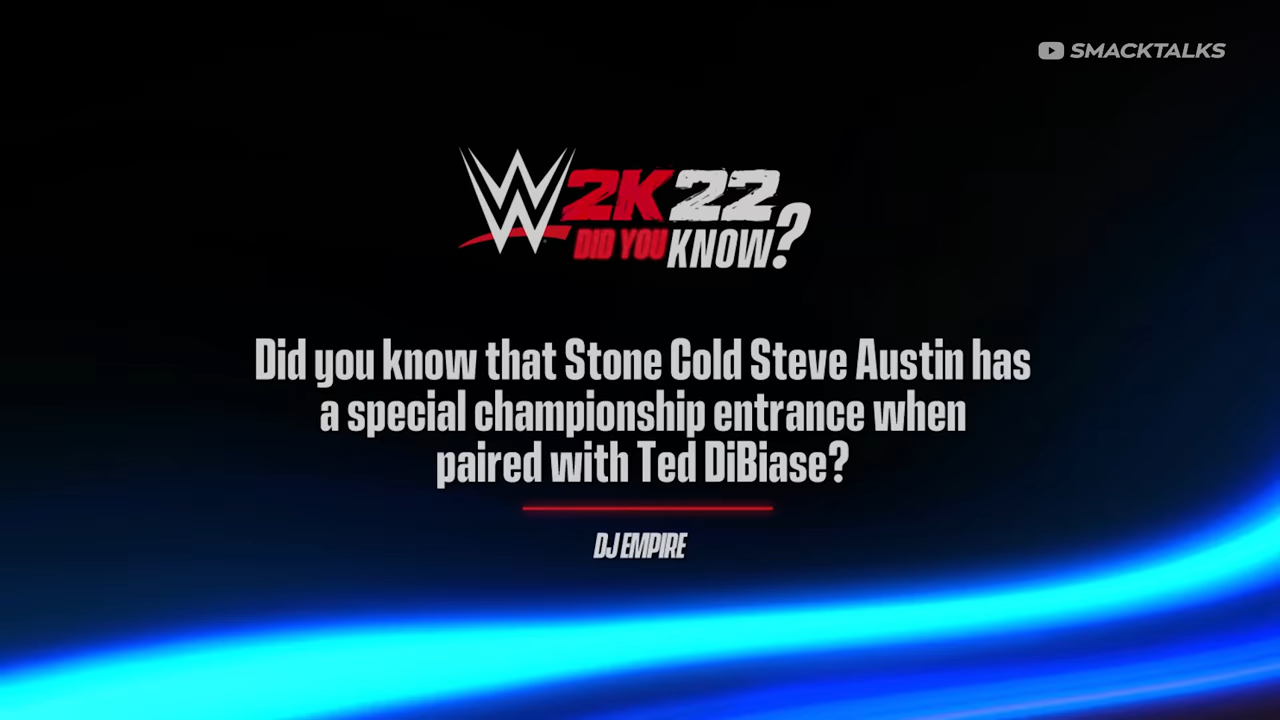 SMACKTALKS
W 2K22
DID YOU KNOW?
Did you know that Stone Cold Steve Austin has
a special championship entrance when
paired with Ted DiBiase?
DJ EMPIRE